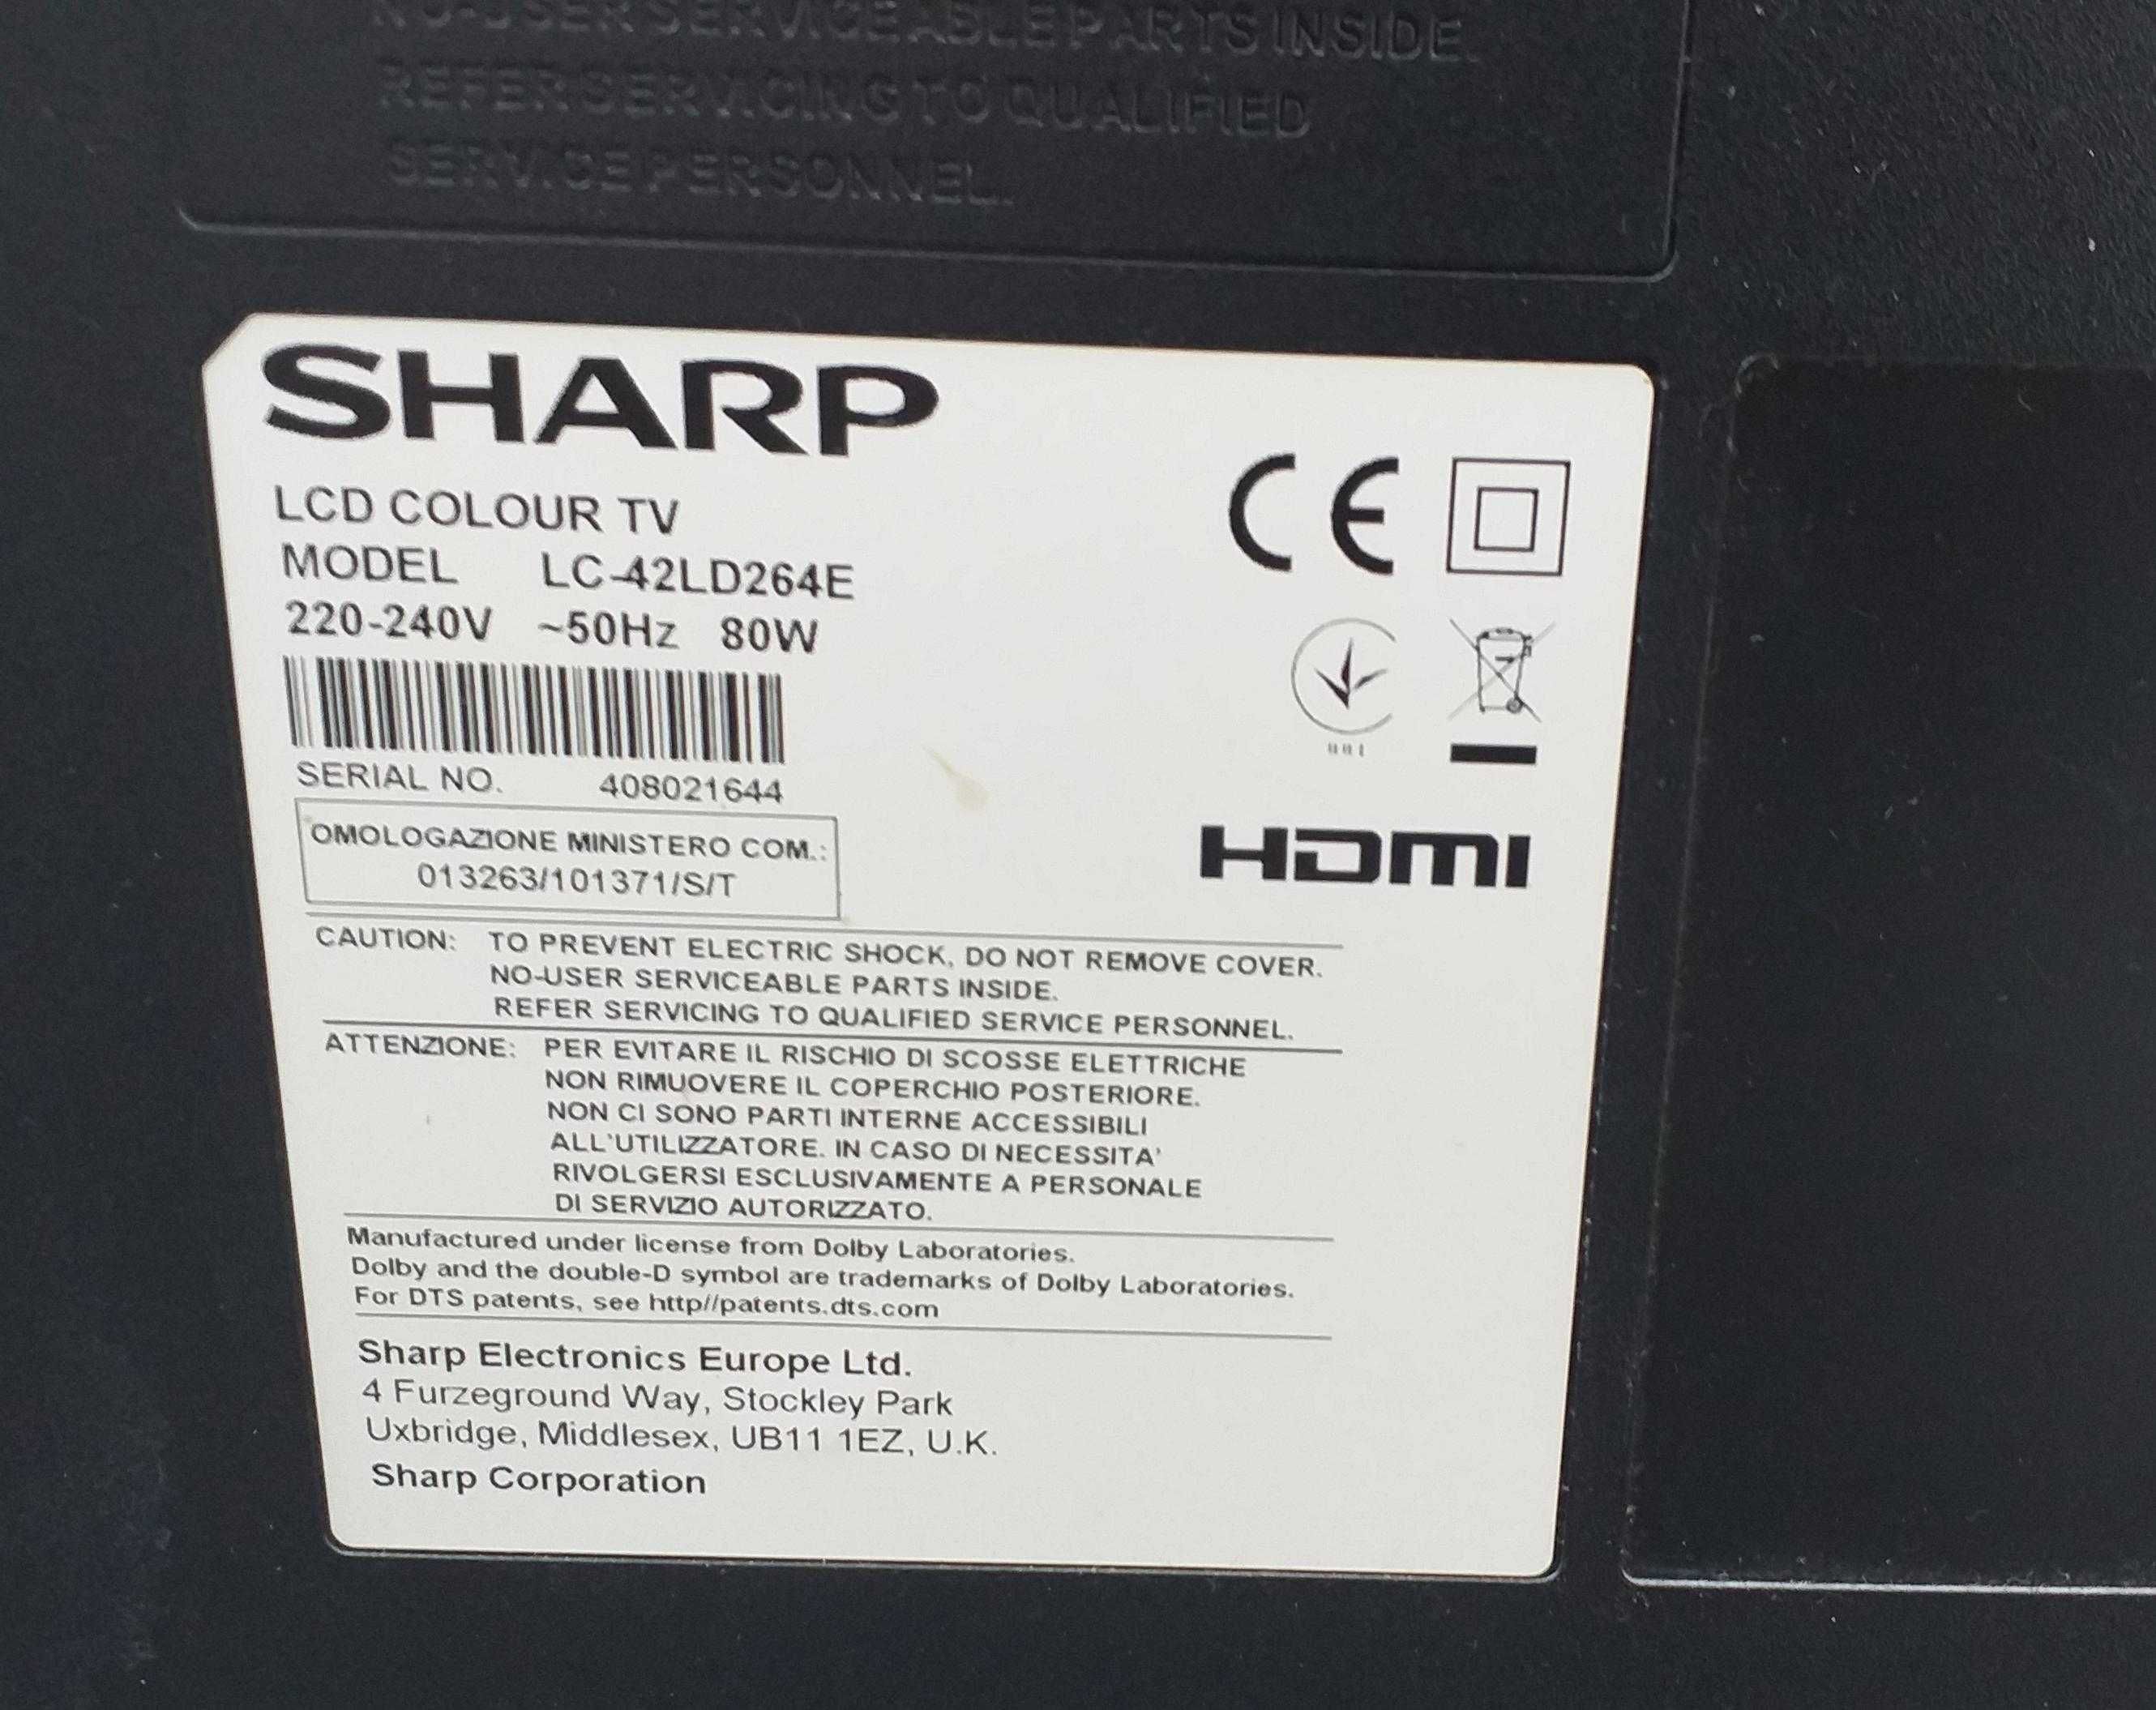 NO-USER SERVICEABLE PARTS INSIDE.
REFER SERVICING TO QUALIFIED
SERVICE PERSONNEL.
SHARP
LCD COLOUR TV
MODEL LC-42LD264E
220-240V ~50Hz 80W
CE
SERIAL NO. 408021644
HDMI
OMOLOGAZIONE MINISTERO COM.:
013263/101371/S/T
CAUTION: TO PREVENT ELECTRIC SHOCK, DO NOT REMOVE COVER.
NO-USER SERVICEABLE PARTS INSIDE.
REFER SERVICING TO QUALIFIED SERVICE PERSONNEL.
ATTENZIONE: PER EVITARE IL RISCHIO DI SCOSSE ELETTRICHE
NON RIMUOVERE IL COPERCHIO POSTERIORE.
NON CI SONO PARTI INTERNE ACCESSIBILI
ALL'UTILIZZATORE. IN CASO DI NECESSITA'
RIVOLGERSI ESCLUSIVAMENTE A PERSONALE
DI SERVIZIO AUTORIZZATO.
Manufactured under license from Dolby Laboratories.
Dolby and the double-D symbol are trademarks of Dolby Laboratories.
For DTS patents, see http//patents.dts.com
Sharp Electronics Europe Ltd.
4 Furzeground Way, Stockley Park
Uxbridge, Middlesex, UB11 1EZ, U.K.
Sharp Corporation